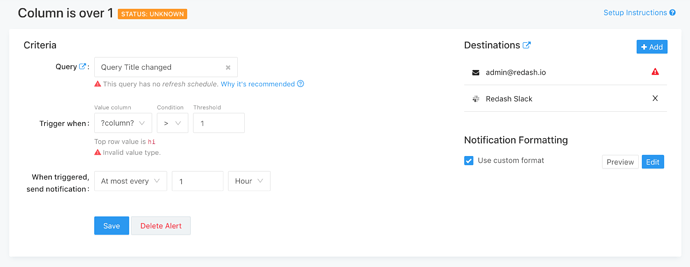 Column is over 1 STATUS: UNKNOWN
Setup Instructions
Criteria
Query :
Query Title changed
This query has no refresh schedule. Why it's recommended
Value column Condition Threshold
Trigger when: ?column? > 1
Top row value is hi.
Invalid value type.
When triggered,
send notification: At most every 1 Hour
Save Delete Alert
Destinations + Add
admin@redash.io
Redash Slack
Notification Formatting
Use custom format Preview Edit